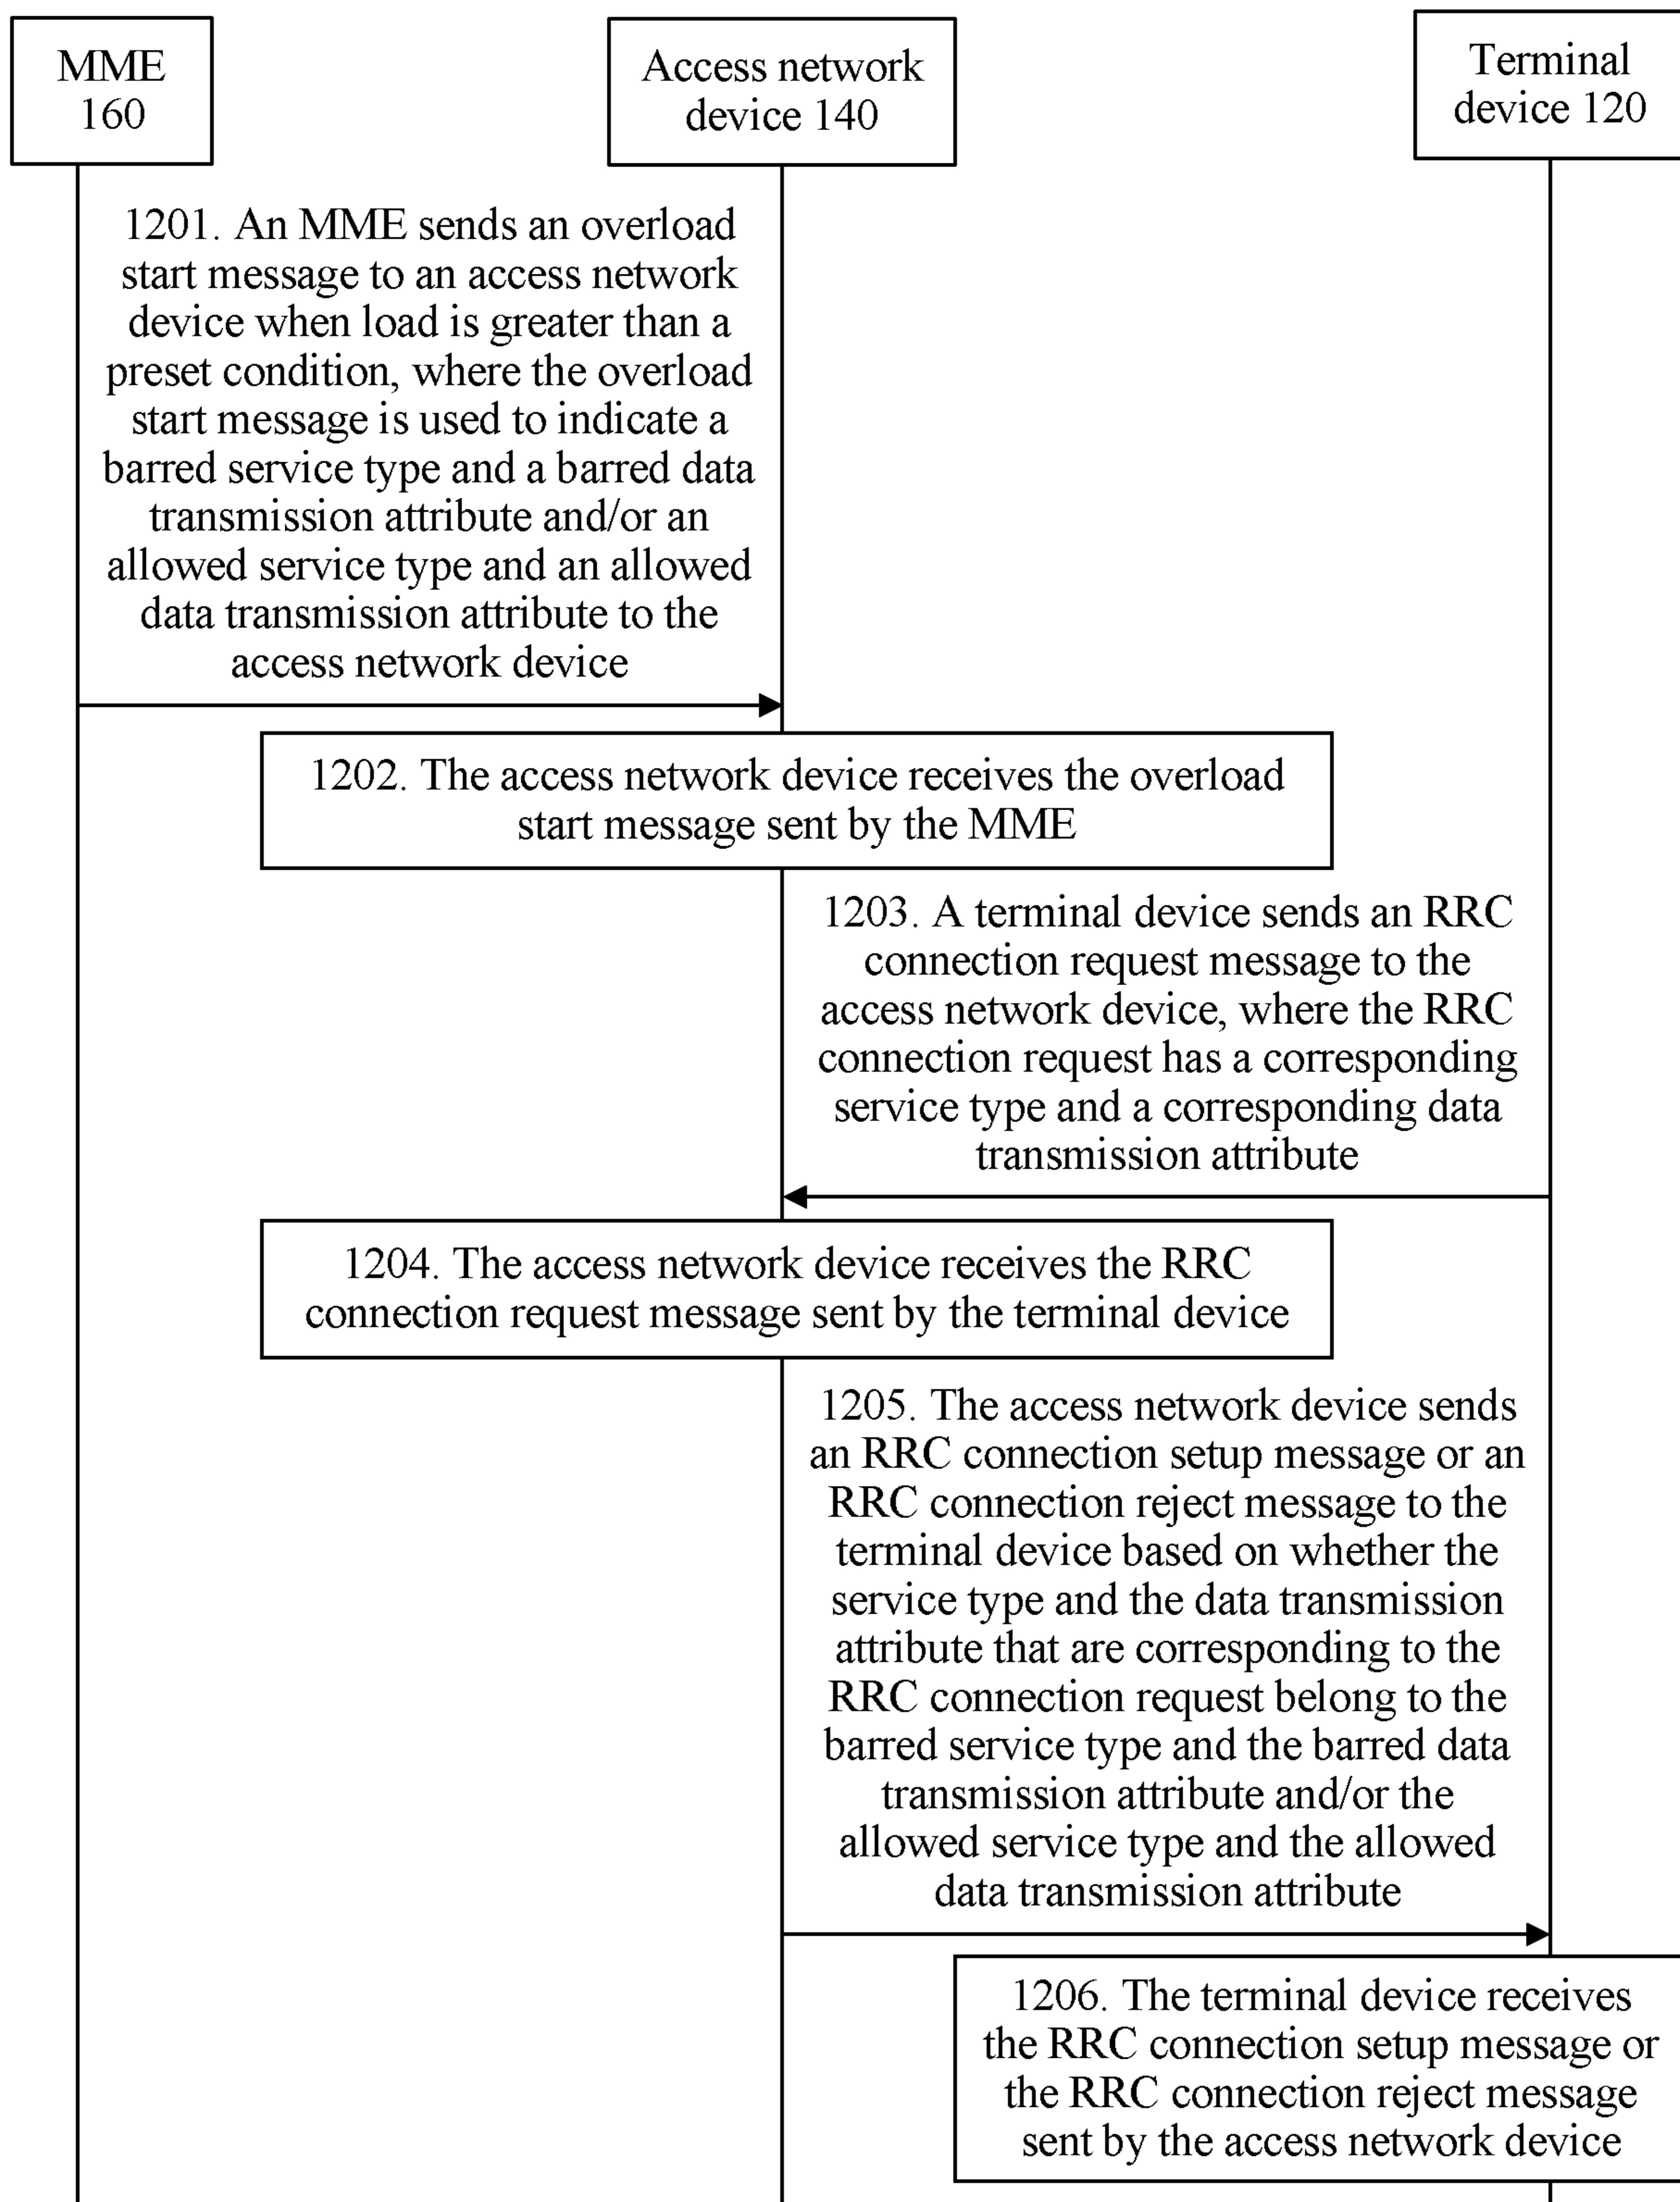 MME
160
Access network
device 140
Terminal
device 120
1201. An MME sends an overload
start message to an access network
device when load is greater than a
preset condition, where the overload
start message is used to indicate a
barred service type and a barred data
transmission attribute and/or an
allowed service type and an allowed
data transmission attribute to the
access network device
1202. The access network device receives the overload
start message sent by the MME
1203. A terminal device sends an RRC
connection request message to the
access network device, where the RRC
connection request has a corresponding
service type and a corresponding data
transmission attribute
1204. The access network device receives the RRC
connection request message sent by the terminal device
1205. The access network device sends
an RRC connection setup message or an
RRC connection reject message to the
terminal device based on whether the
service type and the data transmission
attribute that are corresponding to the
RRC connection request belong to the
barred service type and the barred data
transmission attribute and/or the
allowed service type and the allowed
data transmission attribute
1206. The terminal device receives
the RRC connection setup message or
the RRC connection reject message
sent by the access network device